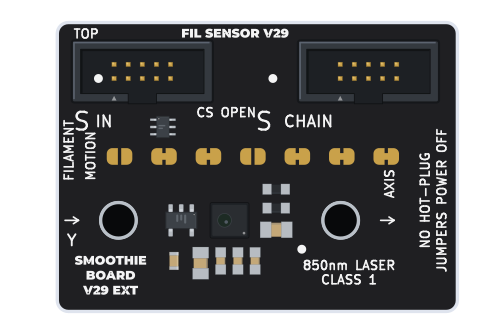 TOP
FIL SENSOR V29
S IN
CS OPEN
S CHAIN
FILAMENT
MOTION
AXIS
NO HOT-PLUG
JUMPERS POWER OFF
Y
SMOOTHIE
BOARD
V29 EXT
850nm LASER
CLASS 1